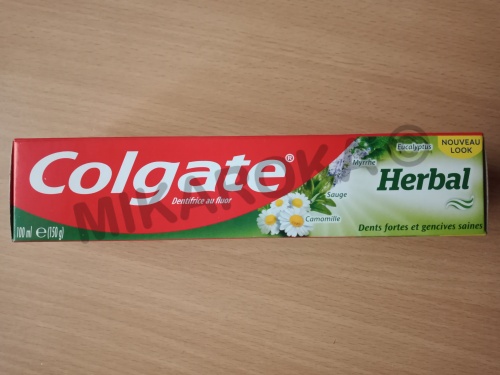 Colgate®
Dentifrice au fluor
100 ml ℮ (150 g)
Eucalyptus
Myrrhe
Sauge
Camomille
NOUVEAU
LOOK
Herbal
Dents fortes et gencives saines
MIKAROKA ©